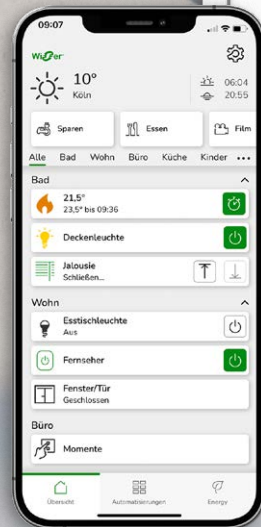 09:07
Wiser
10°
Köln
06:04
20:55
Sparen
Essen
Film
Alle Bad Wohn Büro Küche Kinder •••
Bad
21,5°
23,5° bis 09:36
Deckenleuchte
Jalousie
Schließen...
Wohn
Esstischleuchte
Aus
Fernseher
Fenster/Tür
Geschlossen
Büro
Momente
Übersicht
Automatisierungen
Energy